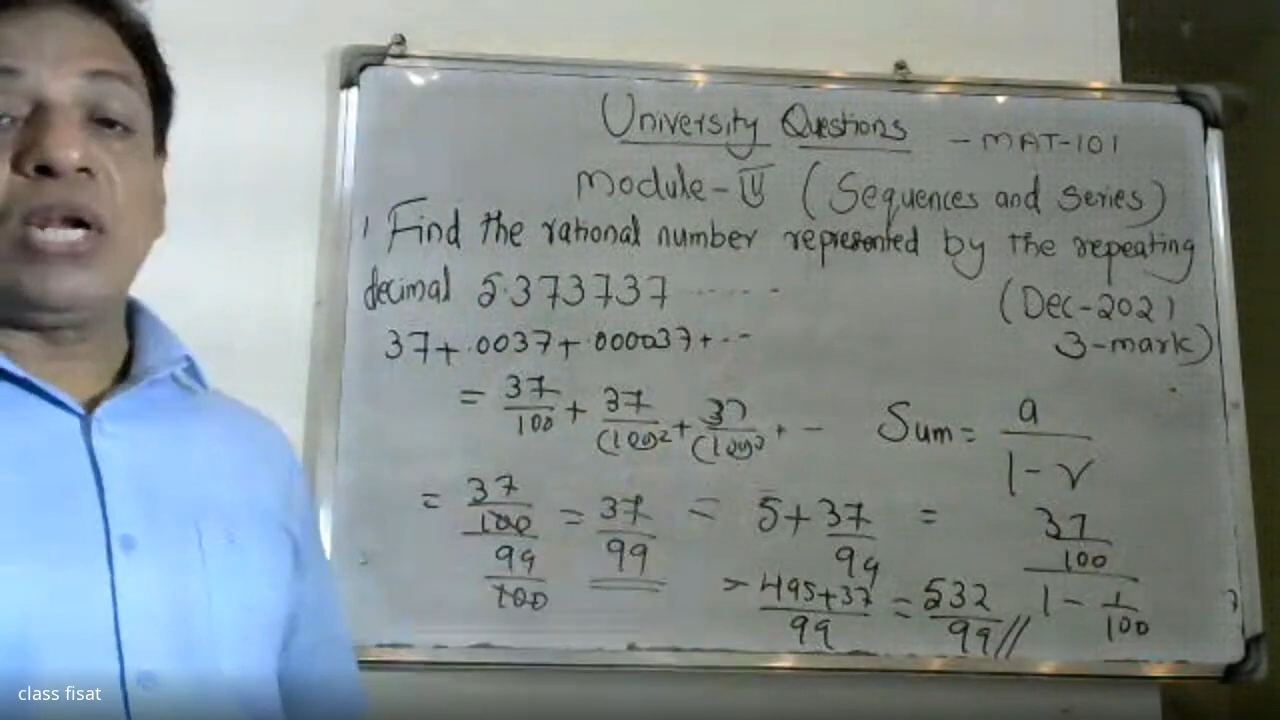 University Questions - MAT-101
Module-IV (Sequences and series)
1 Find the rational number represented by the repeating
decimal 5.373737 ......
(Dec-2021
3-mark)
37+.0037+.000037+...
= 37/100 + 37/(100)2 + 37/(100)3 + -
Sum = a/1-r
= 37/100 / 99/100 = 37/99 = 5+37/99 = 37/100 / 1-1/100
= 495+37/99 = 532/99 //
class fisat